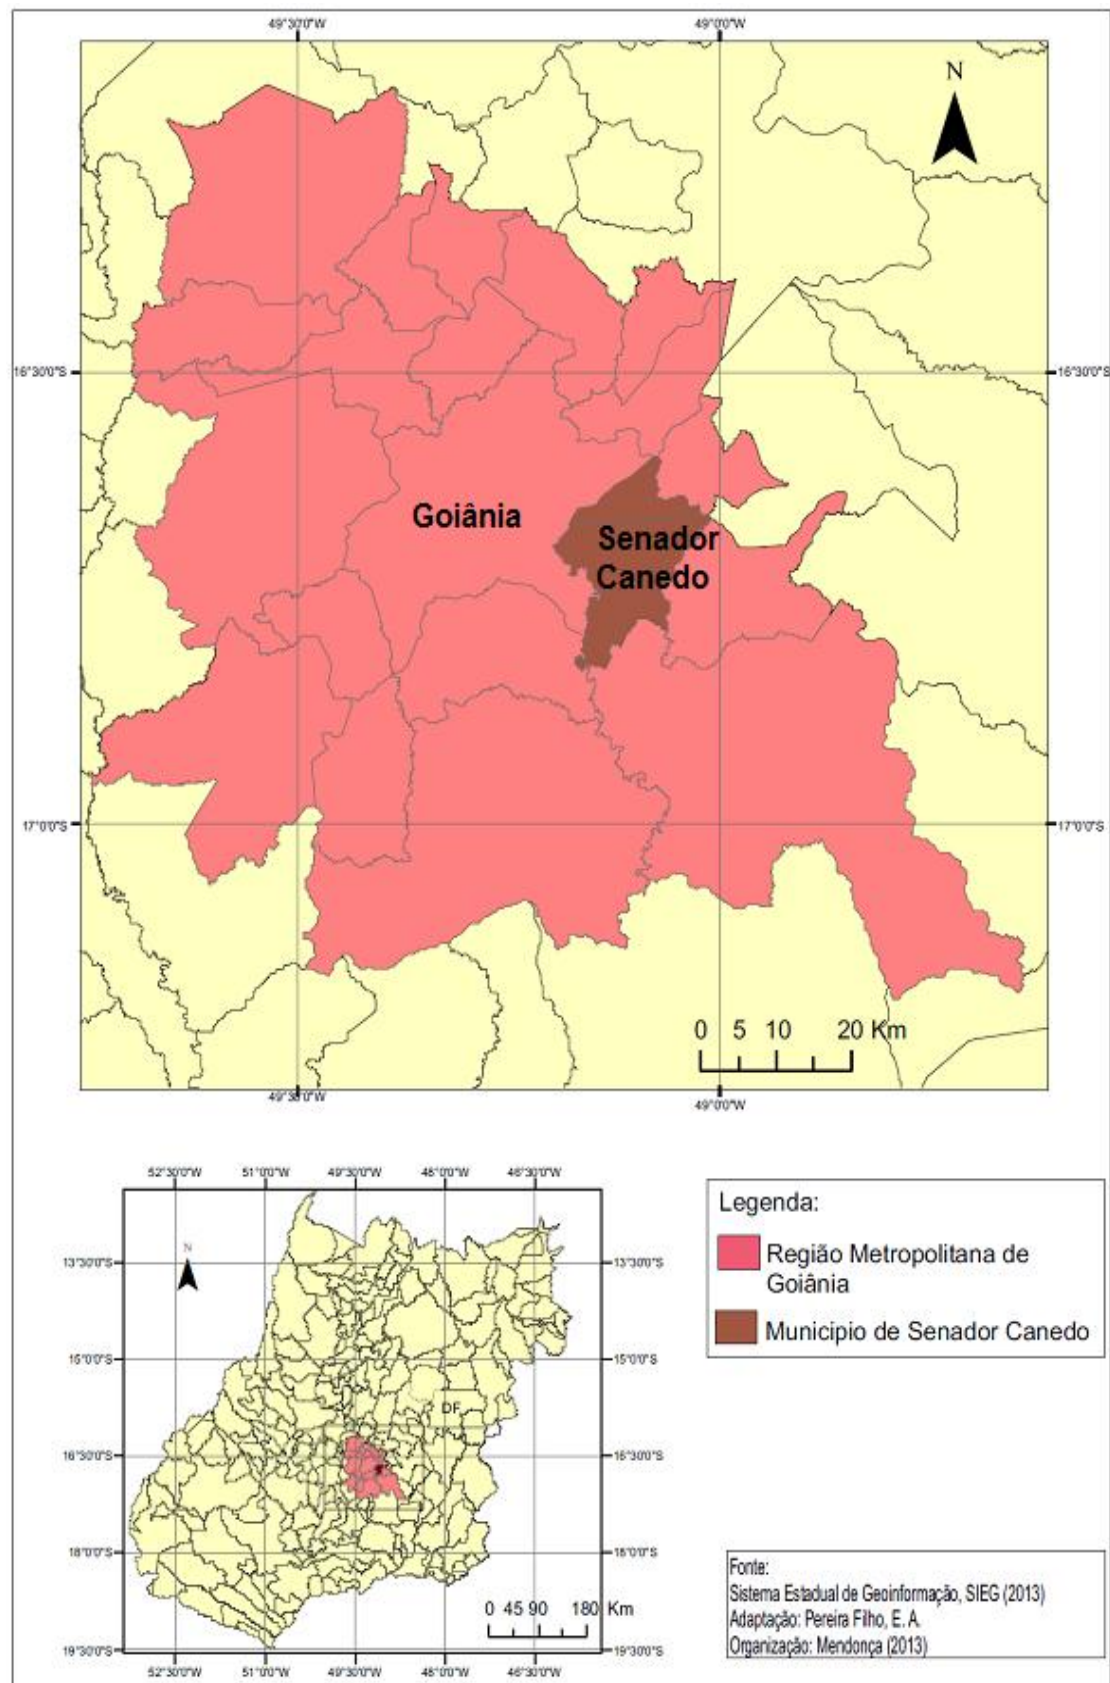 49°30'0"W 49°0'0"W
N
16°30'0"S 16°30'0"S
Goiânia
Senador
Canedo
17°0'0"S 17°0'0"S
0 5 10 20 Km
49°30'0"W 49°0'0"W
52°30'0"W 51°0'0"W 49°30'0"W 48°0'0"W 46°30'0"W
N
13°30'0"S 13°30'0"S
15°0'0"S 15°0'0"S
DF
16°30'0"S 16°30'0"S
18°0'0"S 18°0'0"S
0 45 90 180 Km
19°30'0"S 19°30'0"S
52°30'0"W 51°0'0"W 49°30'0"W 48°0'0"W 46°30'0"W
Legenda:
Região Metropolitana de
Goiânia
Municipio de Senador Canedo
Fonte:
Sistema Estadual de Geoinformação, SIEG (2013)
Adaptação: Pereira Filho, E. A.
Organização: Mendonça (2013)